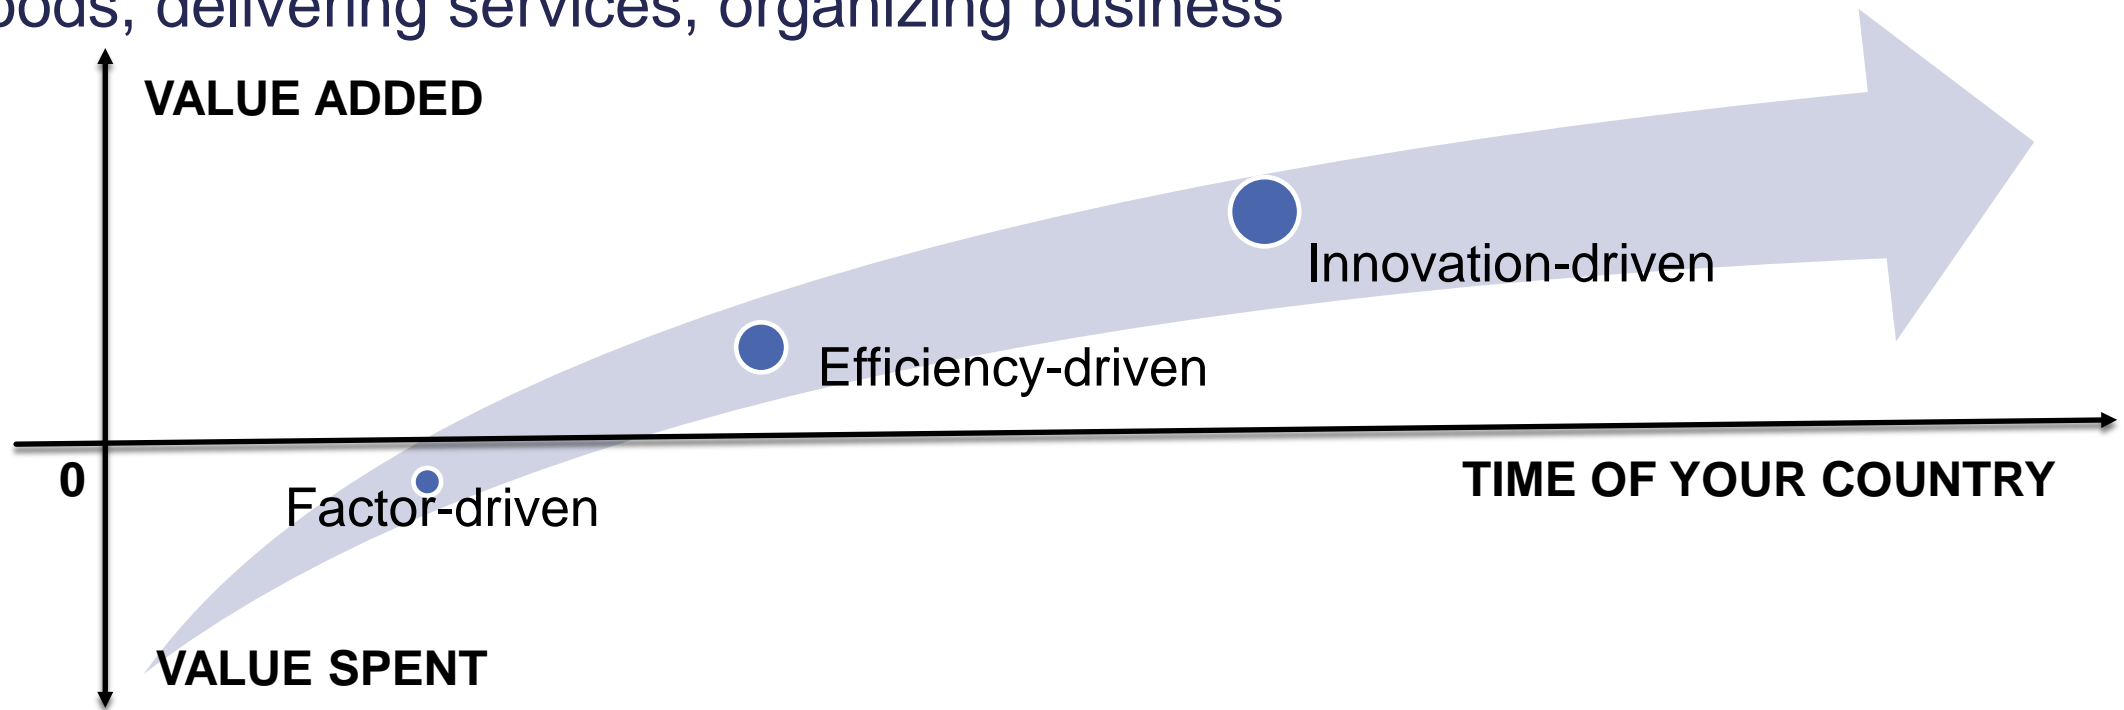 oods, delivering services, organizing business
VALUE ADDED
Innovation-driven
Efficiency-driven
0
Factor-driven
TIME OF YOUR COUNTRY
VALUE SPENT